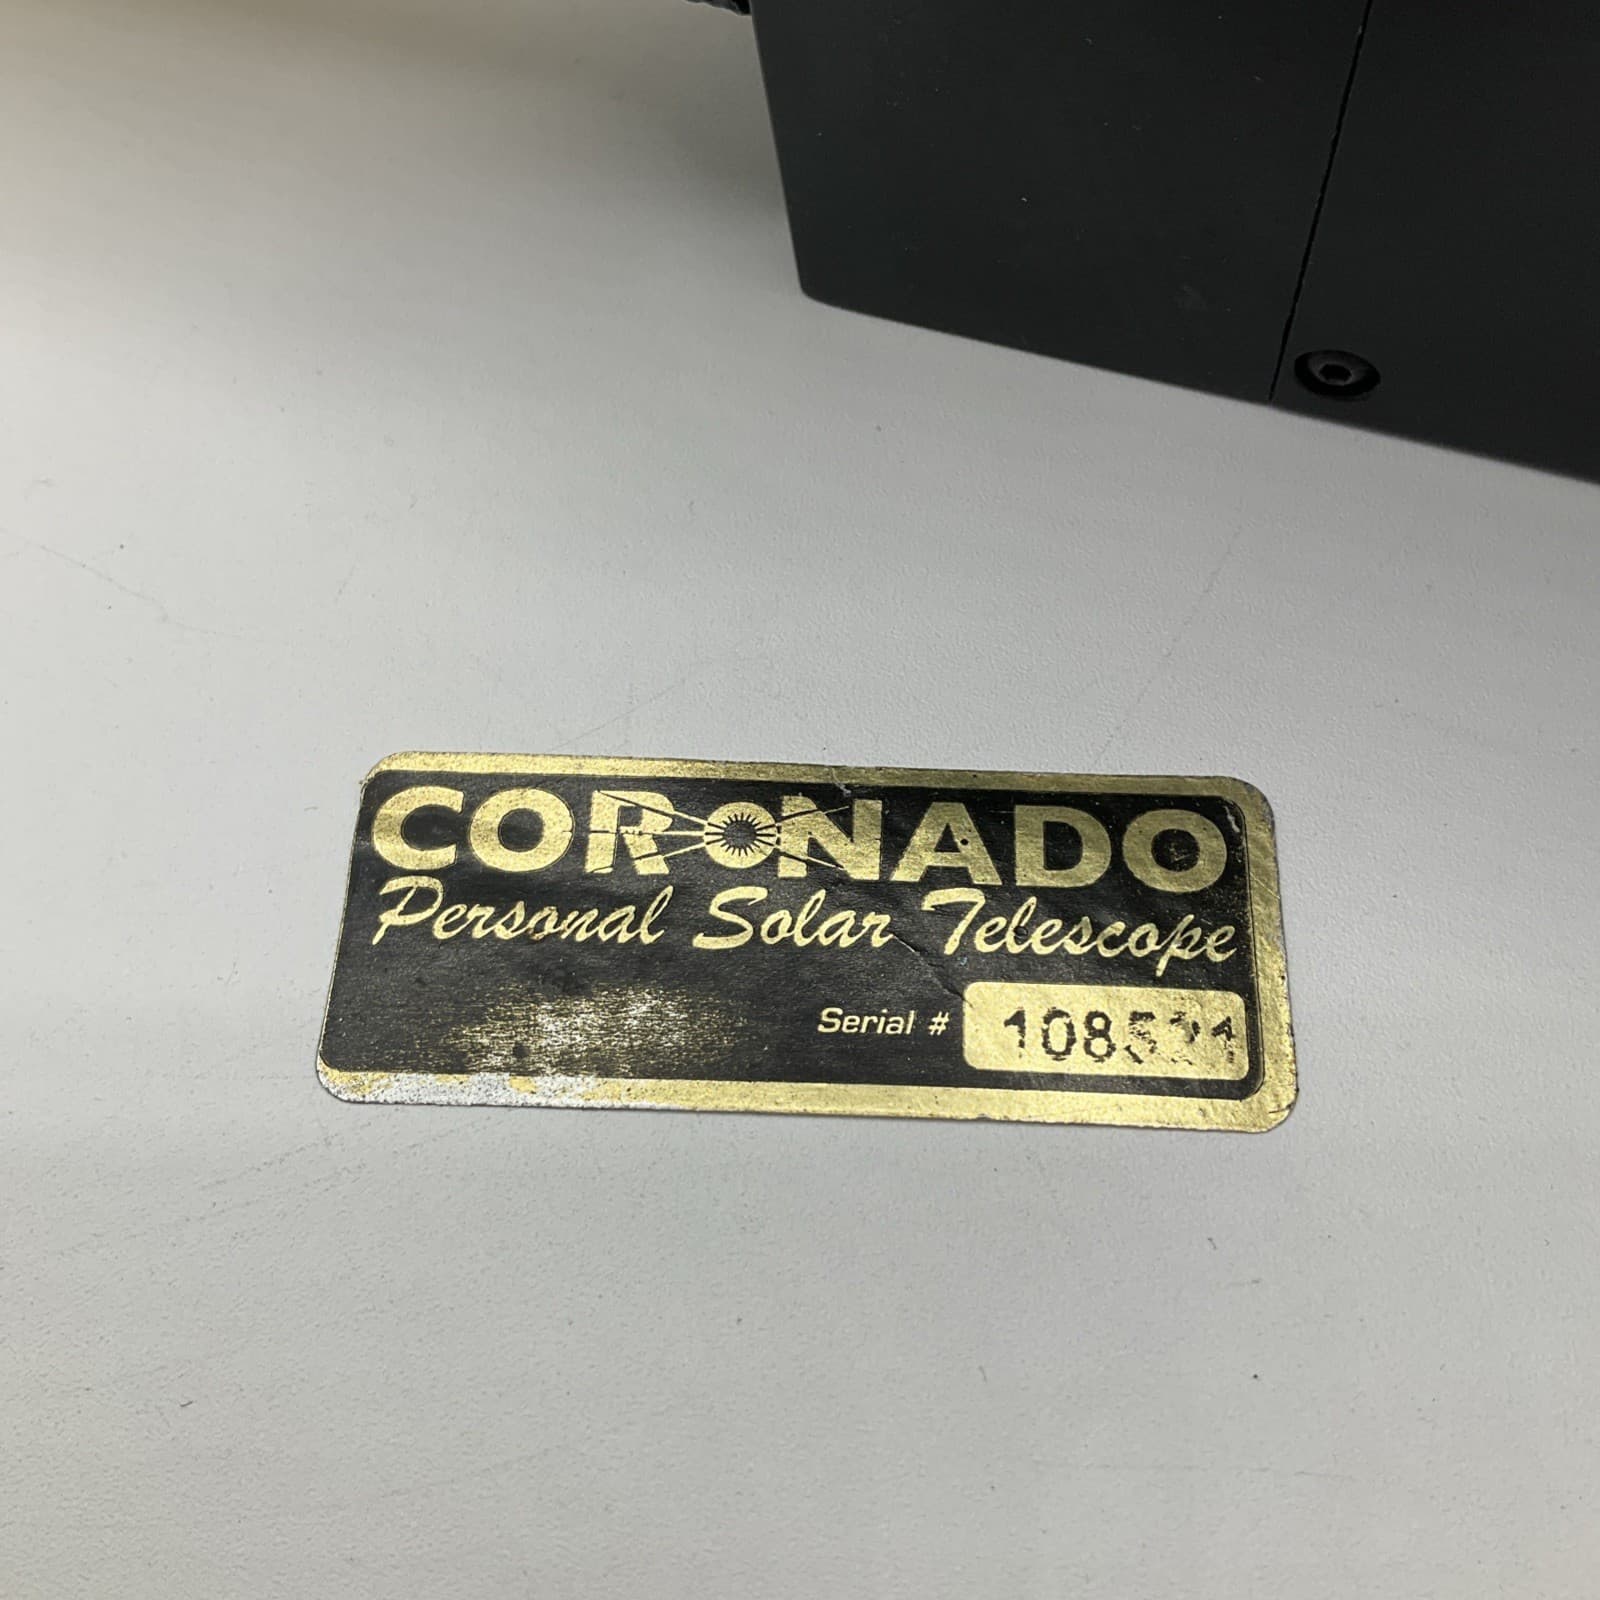 CORONADO
Personal Solar Telescope
Serial #